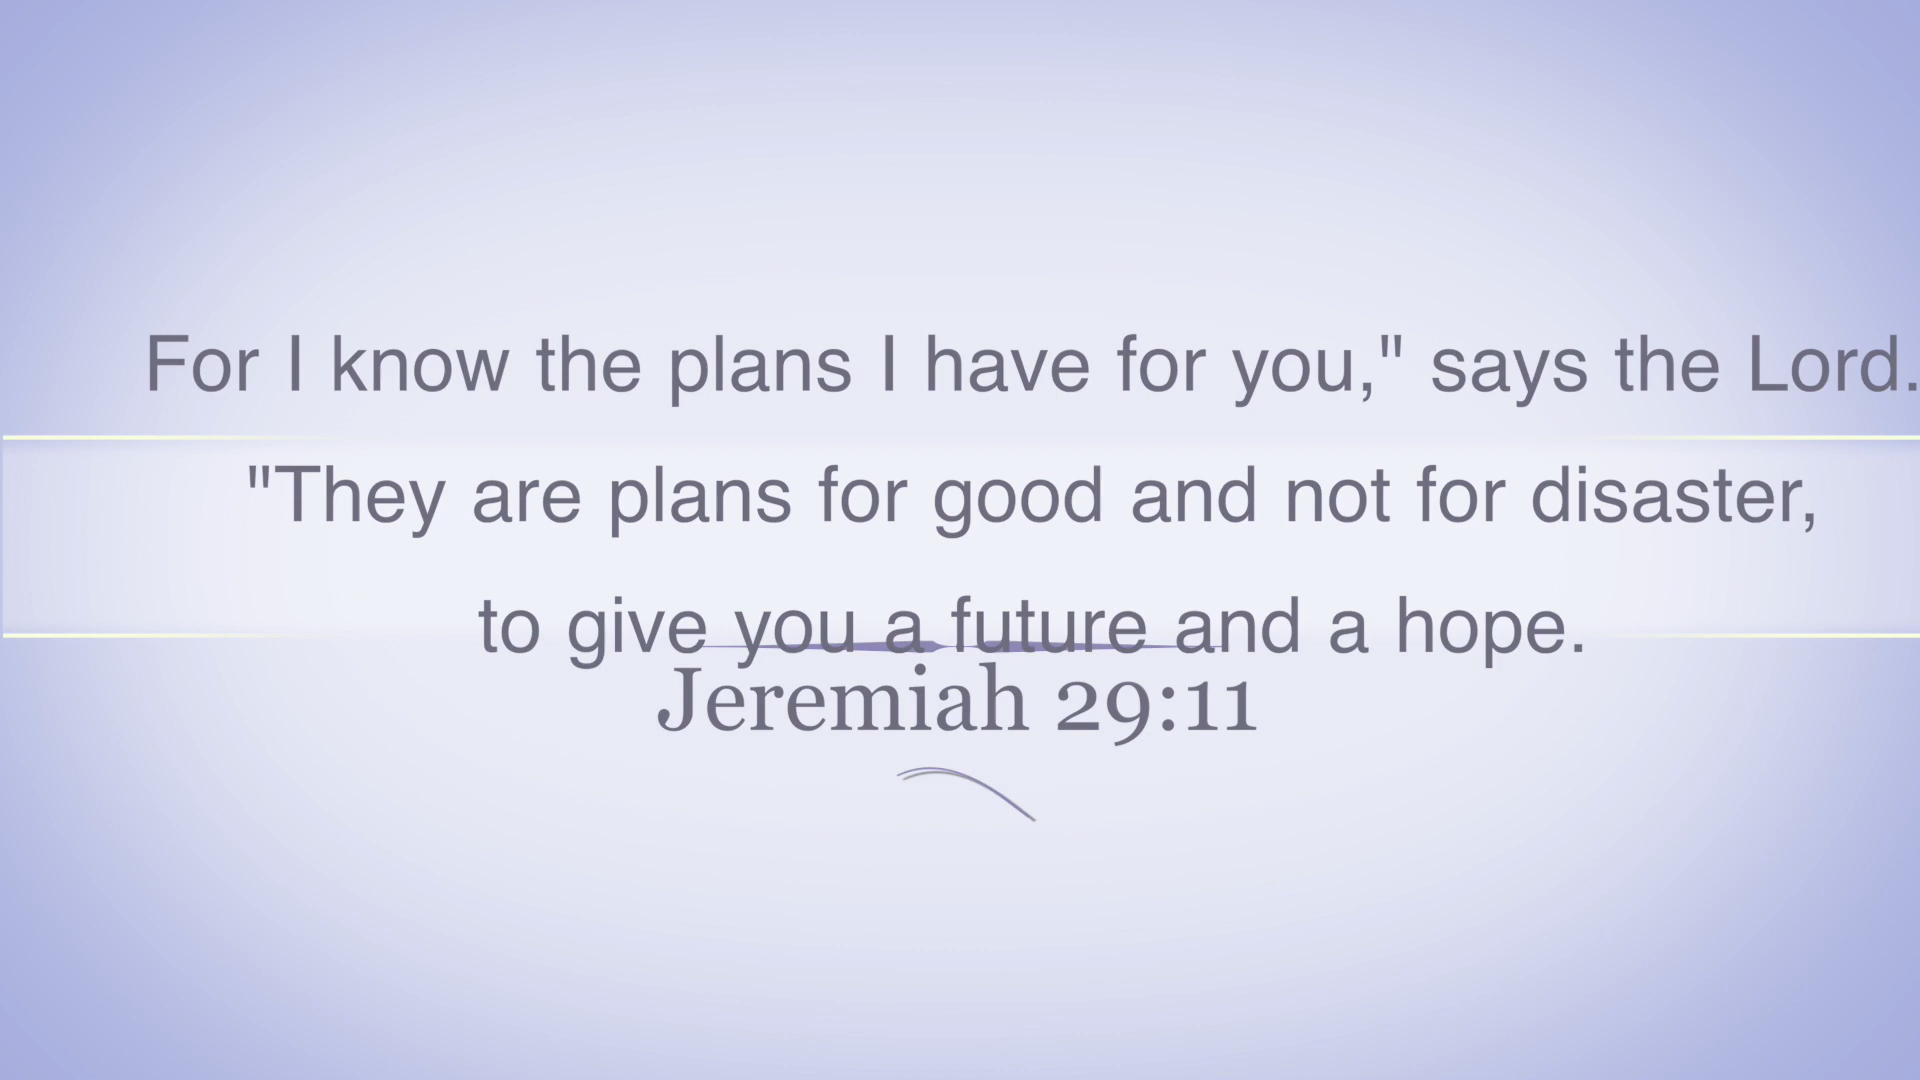 For I know the plans I have for you," says the Lord.
"They are plans for good and not for disaster,
to give you a future and a hope.
Jeremiah 29:11